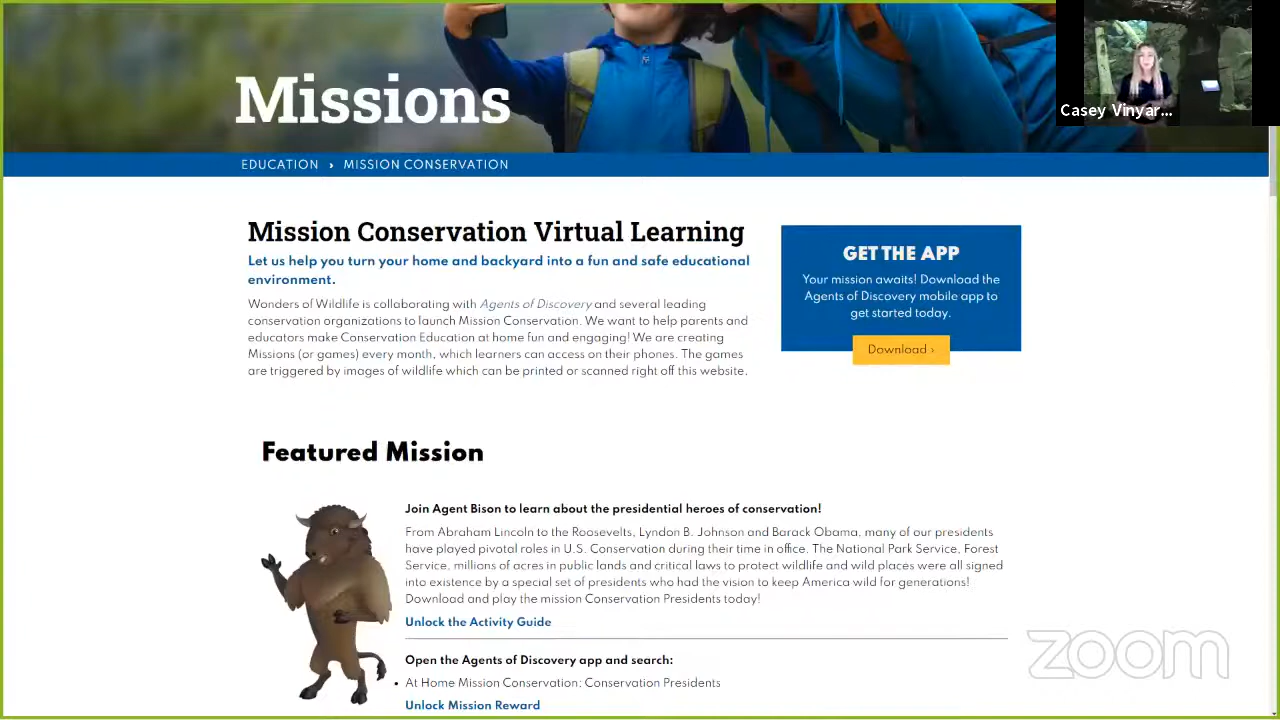 Missions
Casey Vinyar...
EDUCATION › MISSION CONSERVATION
Mission Conservation Virtual Learning
Let us help you turn your home and backyard into a fun and safe educational
environment.
Wonders of Wildlife is collaborating with Agents of Discovery and several leading
conservation organizations to launch Mission Conservation. We want to help parents and
educators make Conservation Education at home fun and engaging! We are creating
Missions (or games) every month, which learners can access on their phones. The games
are triggered by images of wildlife which can be printed or scanned right off this website.
GET THE APP
Your mission awaits! Download the
Agents of Discovery mobile app to
get started today.
Download ›
Featured Mission
Join Agent Bison to learn about the presidential heroes of conservation!
From Abraham Lincoln to the Roosevelts, Lyndon B. Johnson and Barack Obama, many of our presidents
have played pivotal roles in U.S. Conservation during their time in office. The National Park Service, Forest
Service, millions of acres in public lands and critical laws to protect wildlife and wild places were all signed
into existence by a special set of presidents who had the vision to keep America wild for generations!
Download and play the mission Conservation Presidents today!
Unlock the Activity Guide
Open the Agents of Discovery app and search:
• At Home Mission Conservation: Conservation Presidents
Unlock Mission Reward
zoom